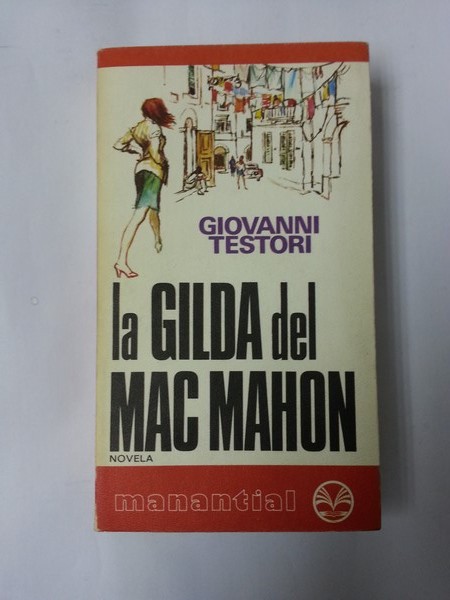 GIOVANNI
TESTORI
la GILDA del
MAC MAHON
NOVELA
manantial